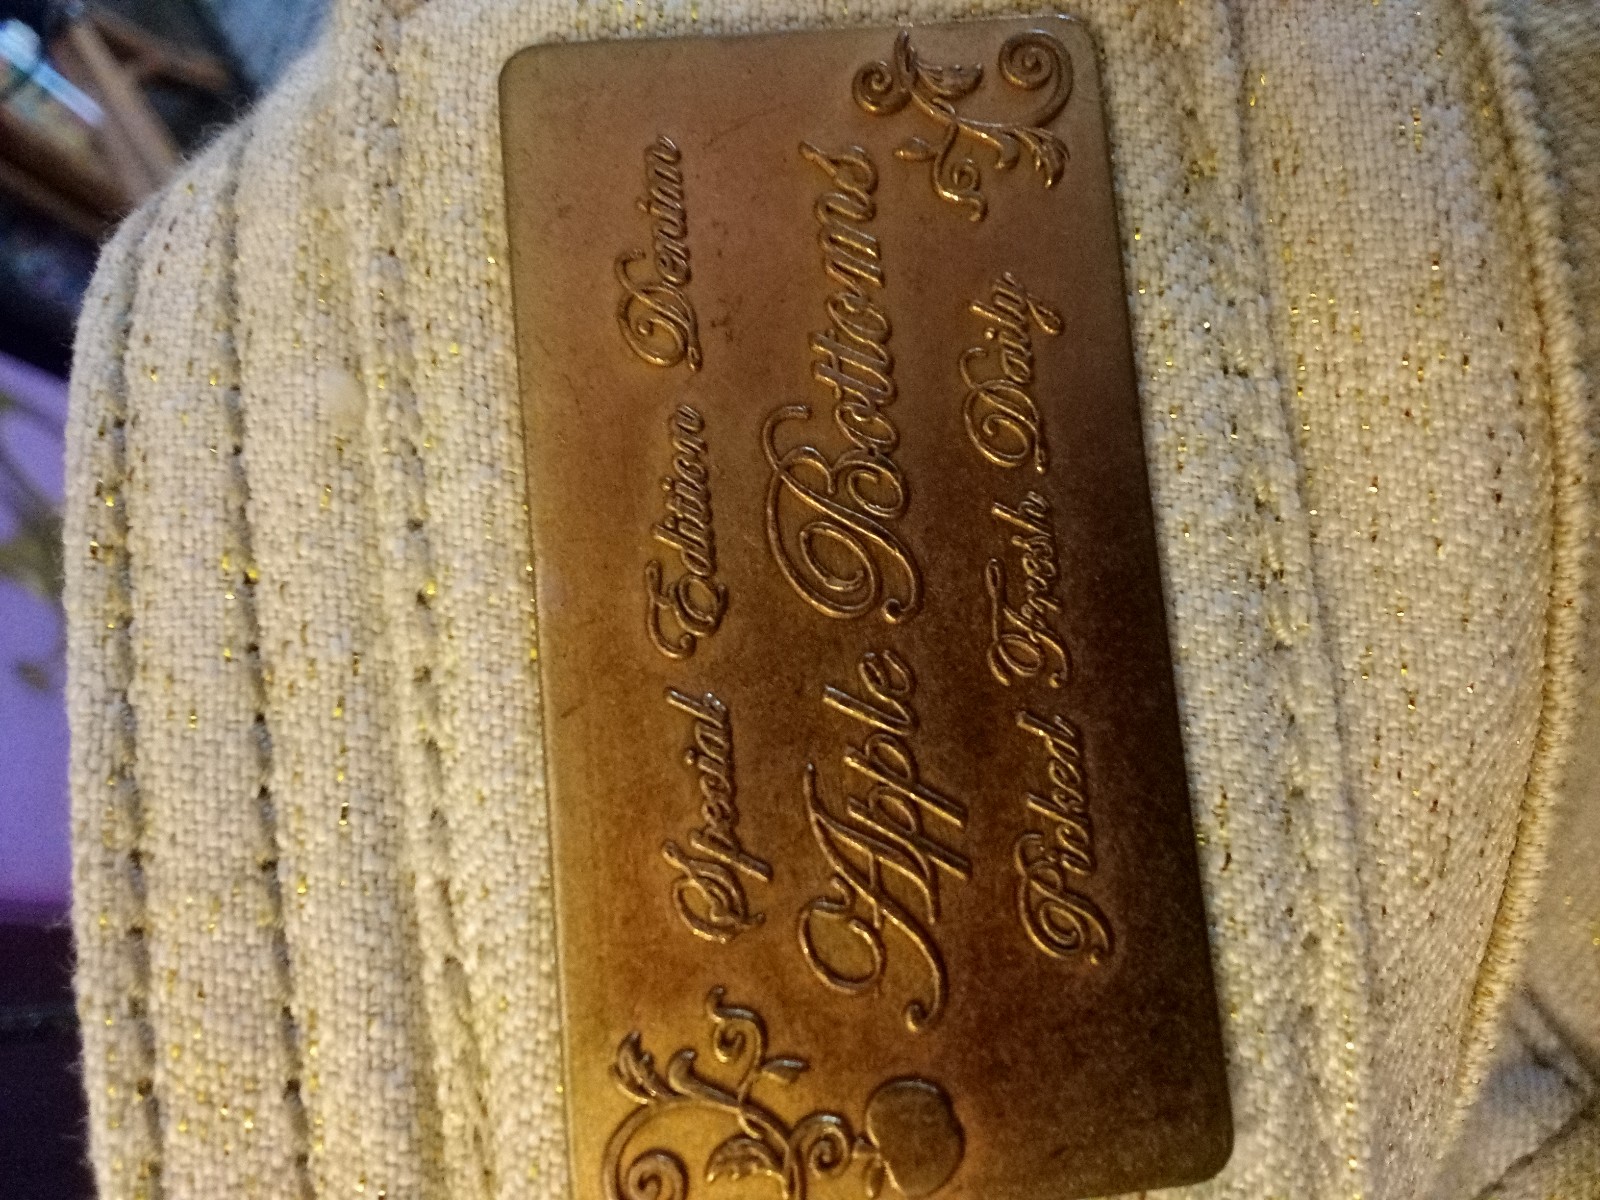 Special Edition Denim
Apple Bottoms
Picked Fresh Daily